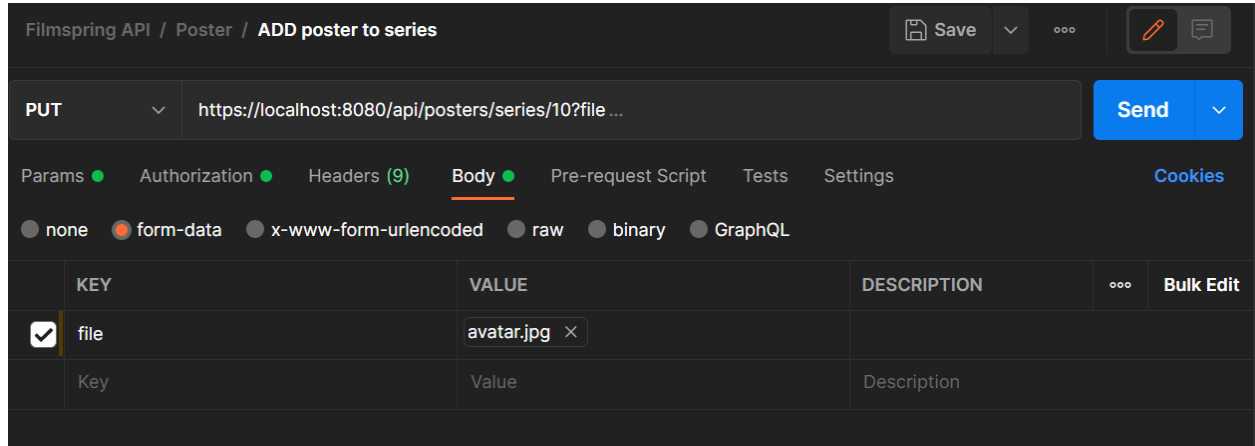 Filmspring API / Poster / ADD poster to series Save
PUT https://localhost:8080/api/posters/series/10?file... Send
Params Authorization Headers (9) Body Pre-request Script Tests Settings Cookies
none form-data x-www-form-urlencoded raw binary GraphQL
KEY VALUE DESCRIPTION Bulk Edit
file avatar.jpg
Key Value Description